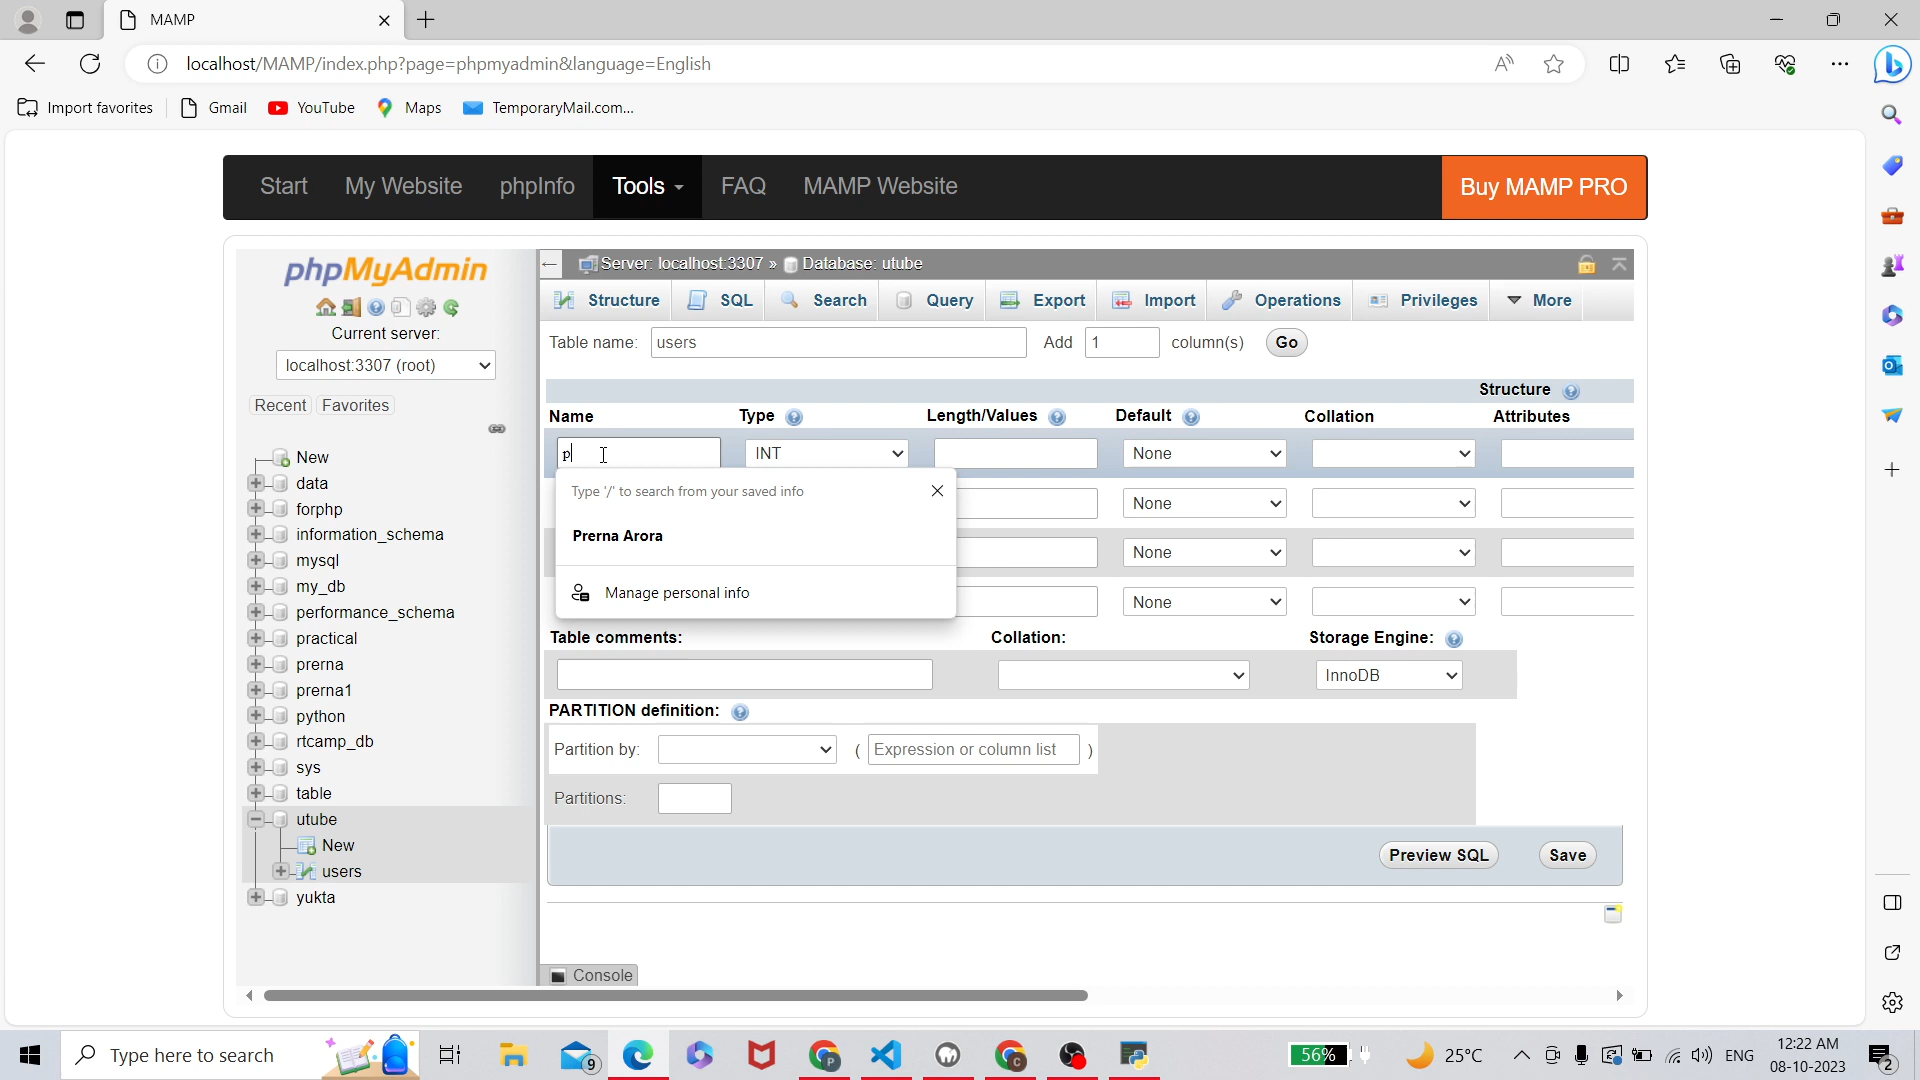 MAMP
localhost/MAMP/index.php?page=phpmyadmin&language=English
Import favorites
Gmail
YouTube
Maps
TemporaryMail.com...
Start
My Website
phpInfo
Tools
FAQ
MAMP Website
Buy MAMP PRO
phpMyAdmin
Current server:
localhost:3307 (root)
Recent
Favorites
New
data
forphp
information_schema
mysql
my_db
performance_schema
practical
prerna
prerna1
python
rtcamp_db
sys
table
utube
New
users
yukta
Server: localhost:3307 » Database: utube
Structure
SQL
Search
Query
Export
Import
Operations
Privileges
More
Table name: users Add 1 column(s) Go
Structure
Name Type Length/Values Default Collation Attributes
p INT None
Type '/' to search from your saved info
None
Prerna Arora
None
Manage personal info
None
Table comments: Collation: Storage Engine:
InnoDB
PARTITION definition:
Partition by: ( Expression or column list )
Partitions:
Preview SQL Save
Console
Type here to search
9
56%
25°C
ENG
12:22 AM
08-10-2023
2